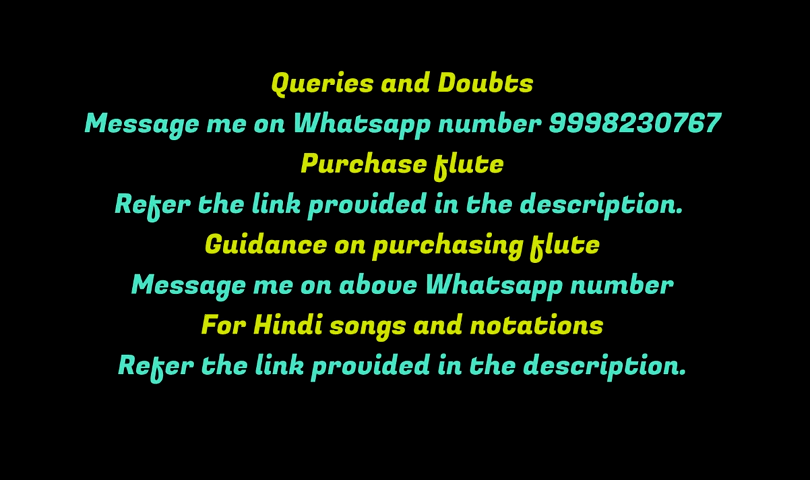 Queries and Doubts
Message me on Whatsapp number 9998230767
Purchase flute
Refer the link provided in the description.
Guidance on purchasing flute
Message me on above Whatsapp number
For Hindi songs and notations
Refer the link provided in the description.